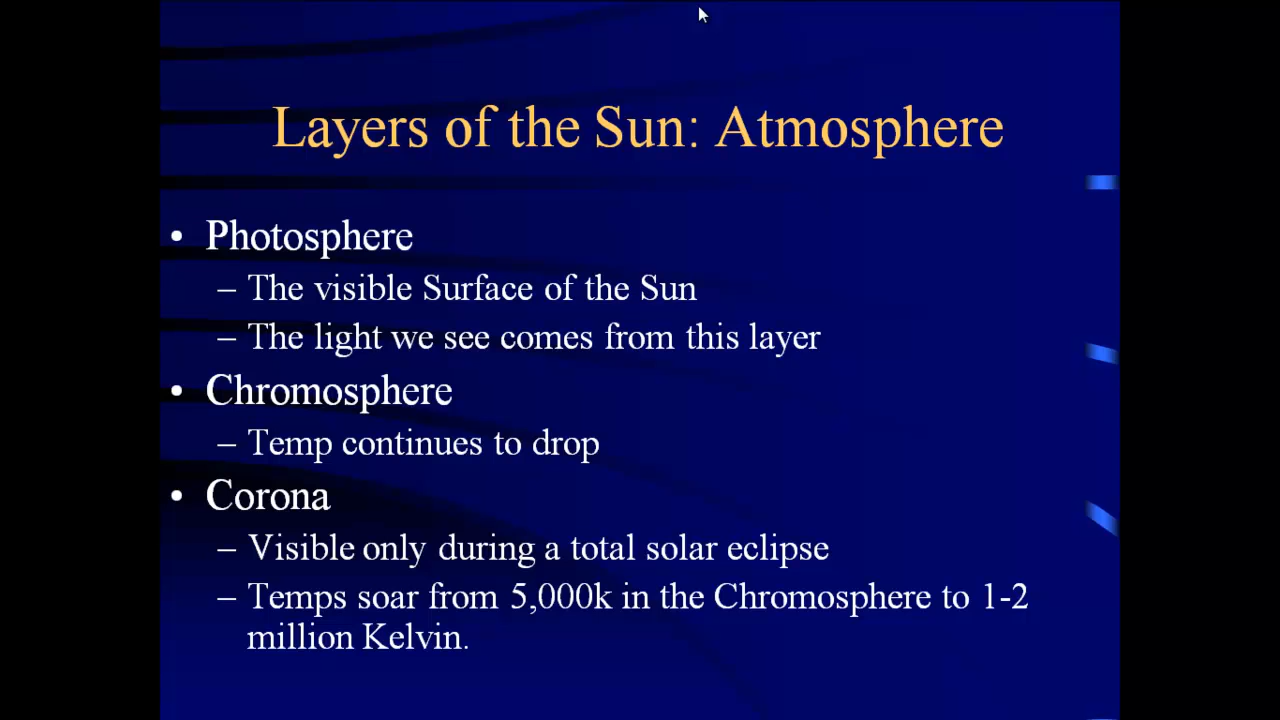 Layers of the Sun: Atmosphere
• Photosphere
– The visible Surface of the Sun
– The light we see comes from this layer
• Chromosphere
– Temp continues to drop
• Corona
– Visible only during a total solar eclipse
– Temps soar from 5,000k in the Chromosphere to 1-2
million Kelvin.